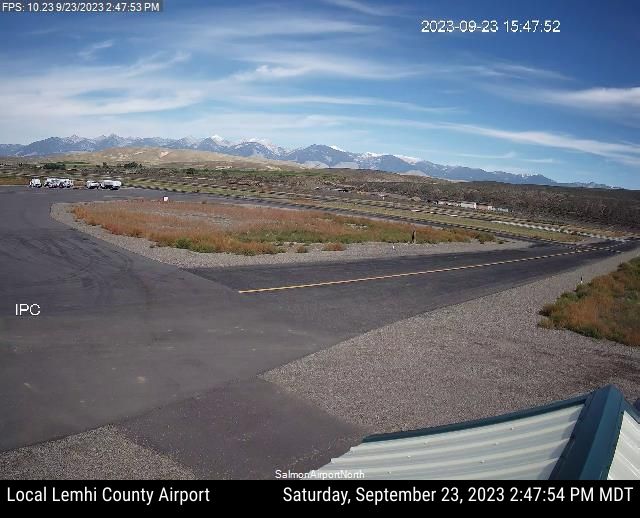 FPS: 10.23 9/23/2023 2:47:53 PM
2023-09-23 15:47:52
IPC
SalmonAirportNorth
Local Lemhi County Airport
Saturday, September 23, 2023 2:47:54 PM MDT